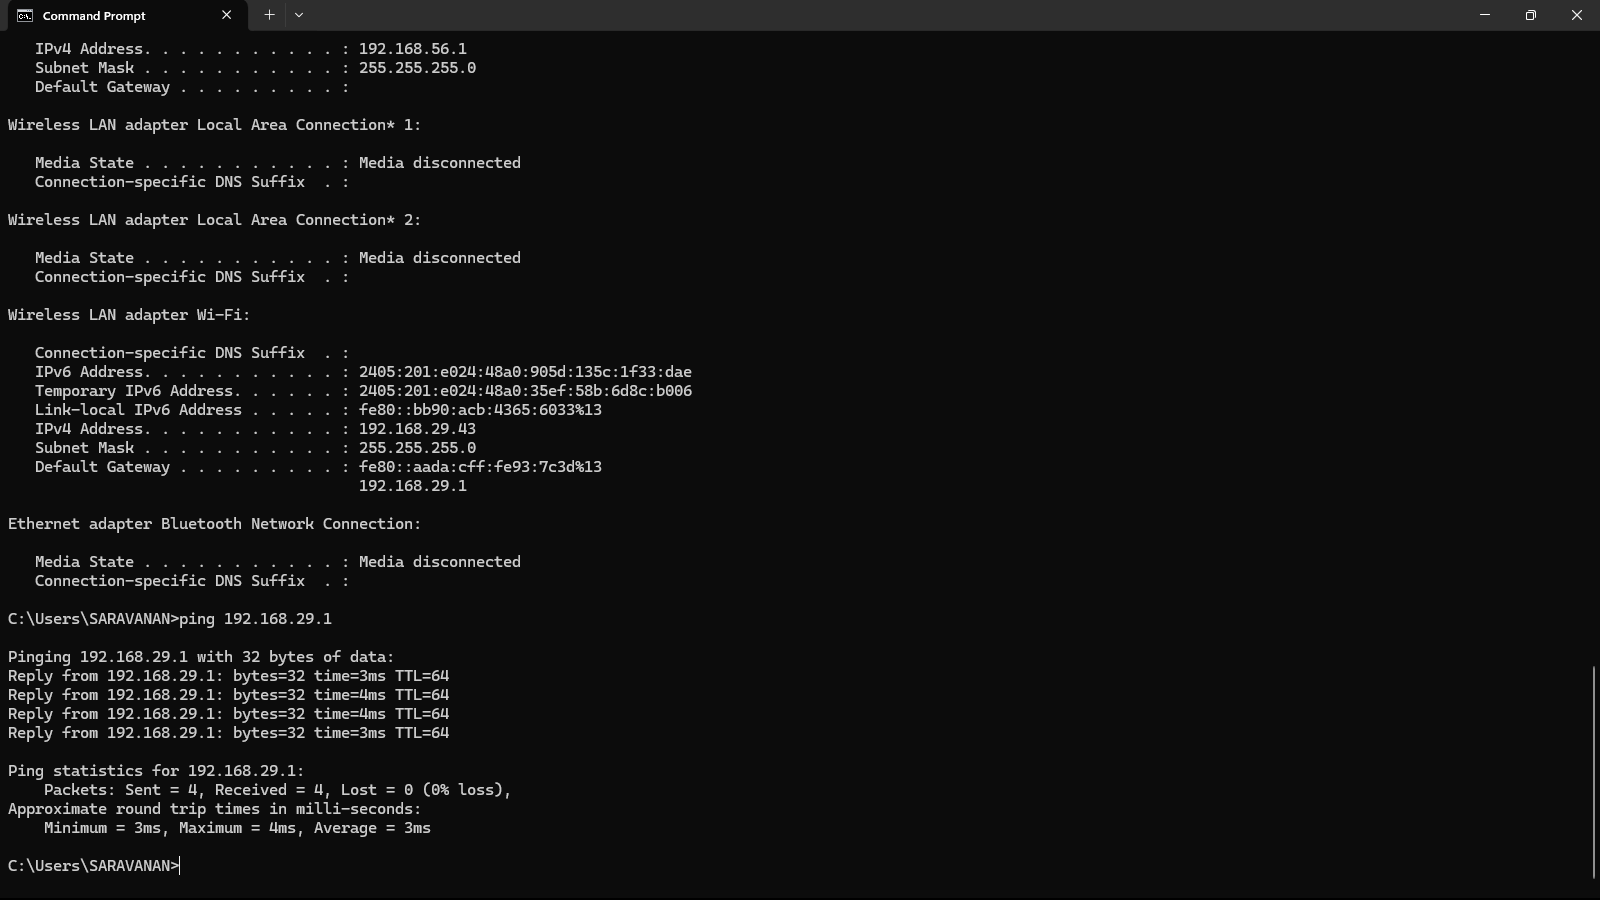 Command Prompt
   IPv4 Address. . . . . . . . . . . : 192.168.56.1
   Subnet Mask . . . . . . . . . . . : 255.255.255.0
   Default Gateway . . . . . . . . . :
Wireless LAN adapter Local Area Connection* 1:
   Media State . . . . . . . . . . . : Media disconnected
   Connection-specific DNS Suffix  . :
Wireless LAN adapter Local Area Connection* 2:
   Media State . . . . . . . . . . . : Media disconnected
   Connection-specific DNS Suffix  . :
Wireless LAN adapter Wi-Fi:
   Connection-specific DNS Suffix  . :
   IPv6 Address. . . . . . . . . . . : 2405:201:e024:48a0:905d:135c:1f33:dae
   Temporary IPv6 Address. . . . . . : 2405:201:e024:48a0:35ef:58b:6d8c:b006
   Link-local IPv6 Address . . . . . : fe80::bb90:acb:4365:6033%13
   IPv4 Address. . . . . . . . . . . : 192.168.29.43
   Subnet Mask . . . . . . . . . . . : 255.255.255.0
   Default Gateway . . . . . . . . . : fe80::aada:cff:fe93:7c3d%13
                                       192.168.29.1
Ethernet adapter Bluetooth Network Connection:
   Media State . . . . . . . . . . . : Media disconnected
   Connection-specific DNS Suffix  . :
C:\Users\SARAVANAN>ping 192.168.29.1
Pinging 192.168.29.1 with 32 bytes of data:
Reply from 192.168.29.1: bytes=32 time=3ms TTL=64
Reply from 192.168.29.1: bytes=32 time=4ms TTL=64
Reply from 192.168.29.1: bytes=32 time=4ms TTL=64
Reply from 192.168.29.1: bytes=32 time=3ms TTL=64
Ping statistics for 192.168.29.1:
    Packets: Sent = 4, Received = 4, Lost = 0 (0% loss),
Approximate round trip times in milli-seconds:
    Minimum = 3ms, Maximum = 4ms, Average = 3ms
C:\Users\SARAVANAN>